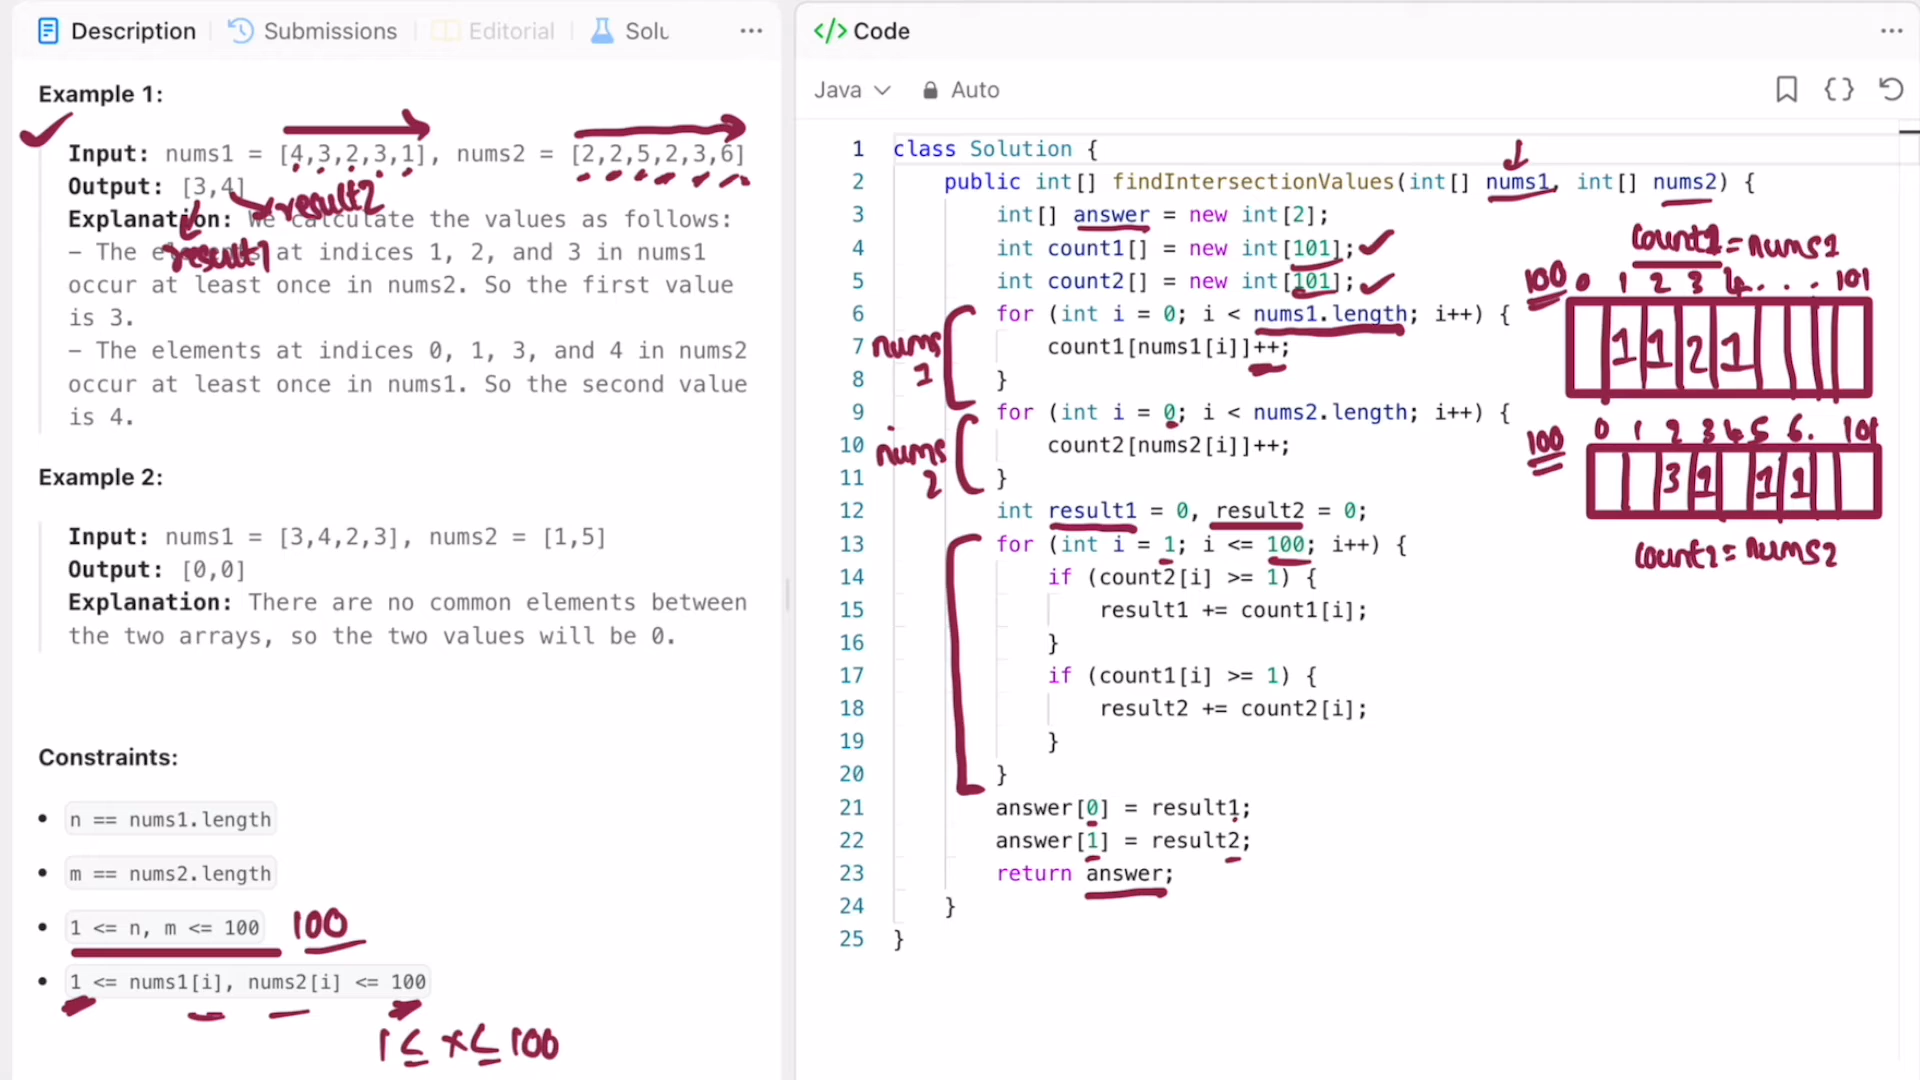 Description
Submissions
Editorial
Solu
Example 1:
Input: nums1 = [4,3,2,3,1], nums2 = [2,2,5,2,3,6]
Output: [3,4]
result2
Explanation: We calculate the values as follows:
result1
- The elements at indices 1, 2, and 3 in nums1
occur at least once in nums2. So the first value
is 3.
- The elements at indices 0, 1, 3, and 4 in nums2
occur at least once in nums1. So the second value
is 4.
Example 2:
Input: nums1 = [3,4,2,3], nums2 = [1,5]
Output: [0,0]
Explanation: There are no common elements between
the two arrays, so the two values will be 0.
Constraints:
n == nums1.length
m == nums2.length
1 <= n, m <= 100
100
1 <= nums1[i], nums2[i] <= 100
1 ≤ x ≤ 100
</> Code
Java
Auto
1 class Solution {
2 public int[] findIntersectionValues(int[] nums1, int[] nums2) {
3 int[] answer = new int[2];
4 int count1[] = new int[101];
5 int count2[] = new int[101];
6 for (int i = 0; i < nums1.length; i++) {
7 count1[nums1[i]]++;
8 }
9 for (int i = 0; i < nums2.length; i++) {
10 count2[nums2[i]]++;
11 }
12 int result1 = 0, result2 = 0;
13 for (int i = 1; i <= 100; i++) {
14 if (count2[i] >= 1) {
15 result1 += count1[i];
16 }
17 if (count1[i] >= 1) {
18 result2 += count2[i];
19 }
20 }
21 answer[0] = result1;
22 answer[1] = result2;
23 return answer;
24 }
25 }
nums
1
nums
2
count1 = nums1
100 0 1 2 3 4 . . . 101
1 1 2 1
100 0 1 2 3 4 5 6 . 101
3 1 1 1
count2 = nums2